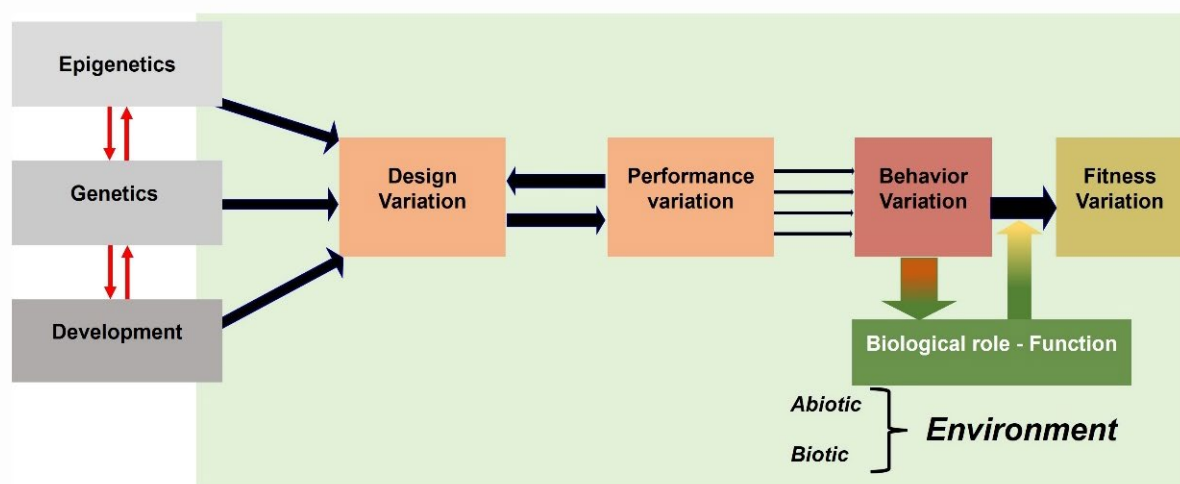 Epigenetics
Genetics
Development
Design
Variation
Performance
variation
Behavior
Variation
Fitness
Variation
Biological role - Function
Abiotic
Biotic
Environment